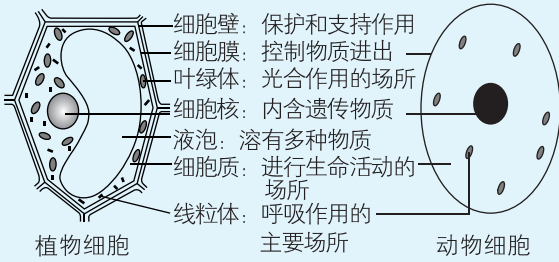 细胞壁：保护和支持作用
细胞膜：控制物质进出
叶绿体：光合作用的场所
细胞核：内含遗传物质
液泡：溶有多种物质
细胞质：进行生命活动的
场所
线粒体：呼吸作用的
主要场所
植物细胞
动物细胞